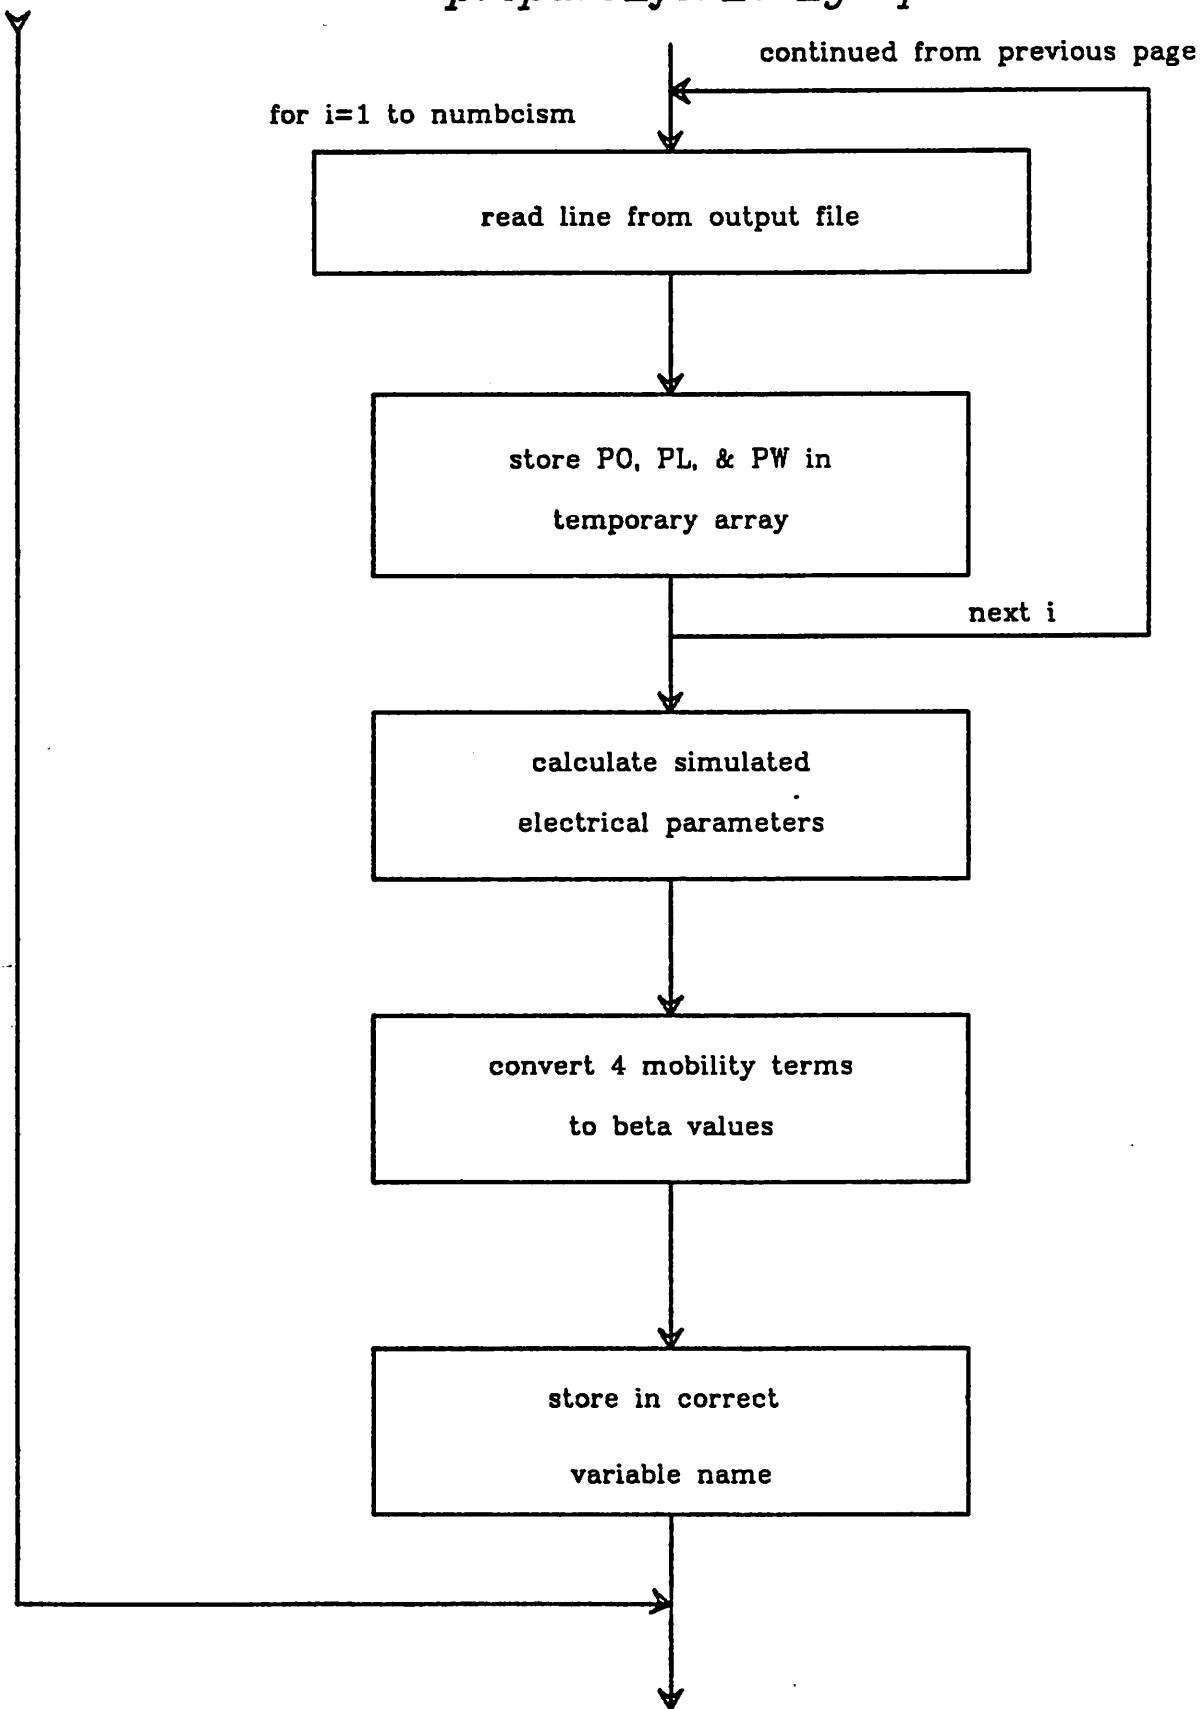 continued from previous page
for i=1 to numbcism
read line from output file
store PO, PL, & PW in
temporary array
next i
calculate simulated
electrical parameters
convert 4 mobility terms
to beta values
store in correct
variable name